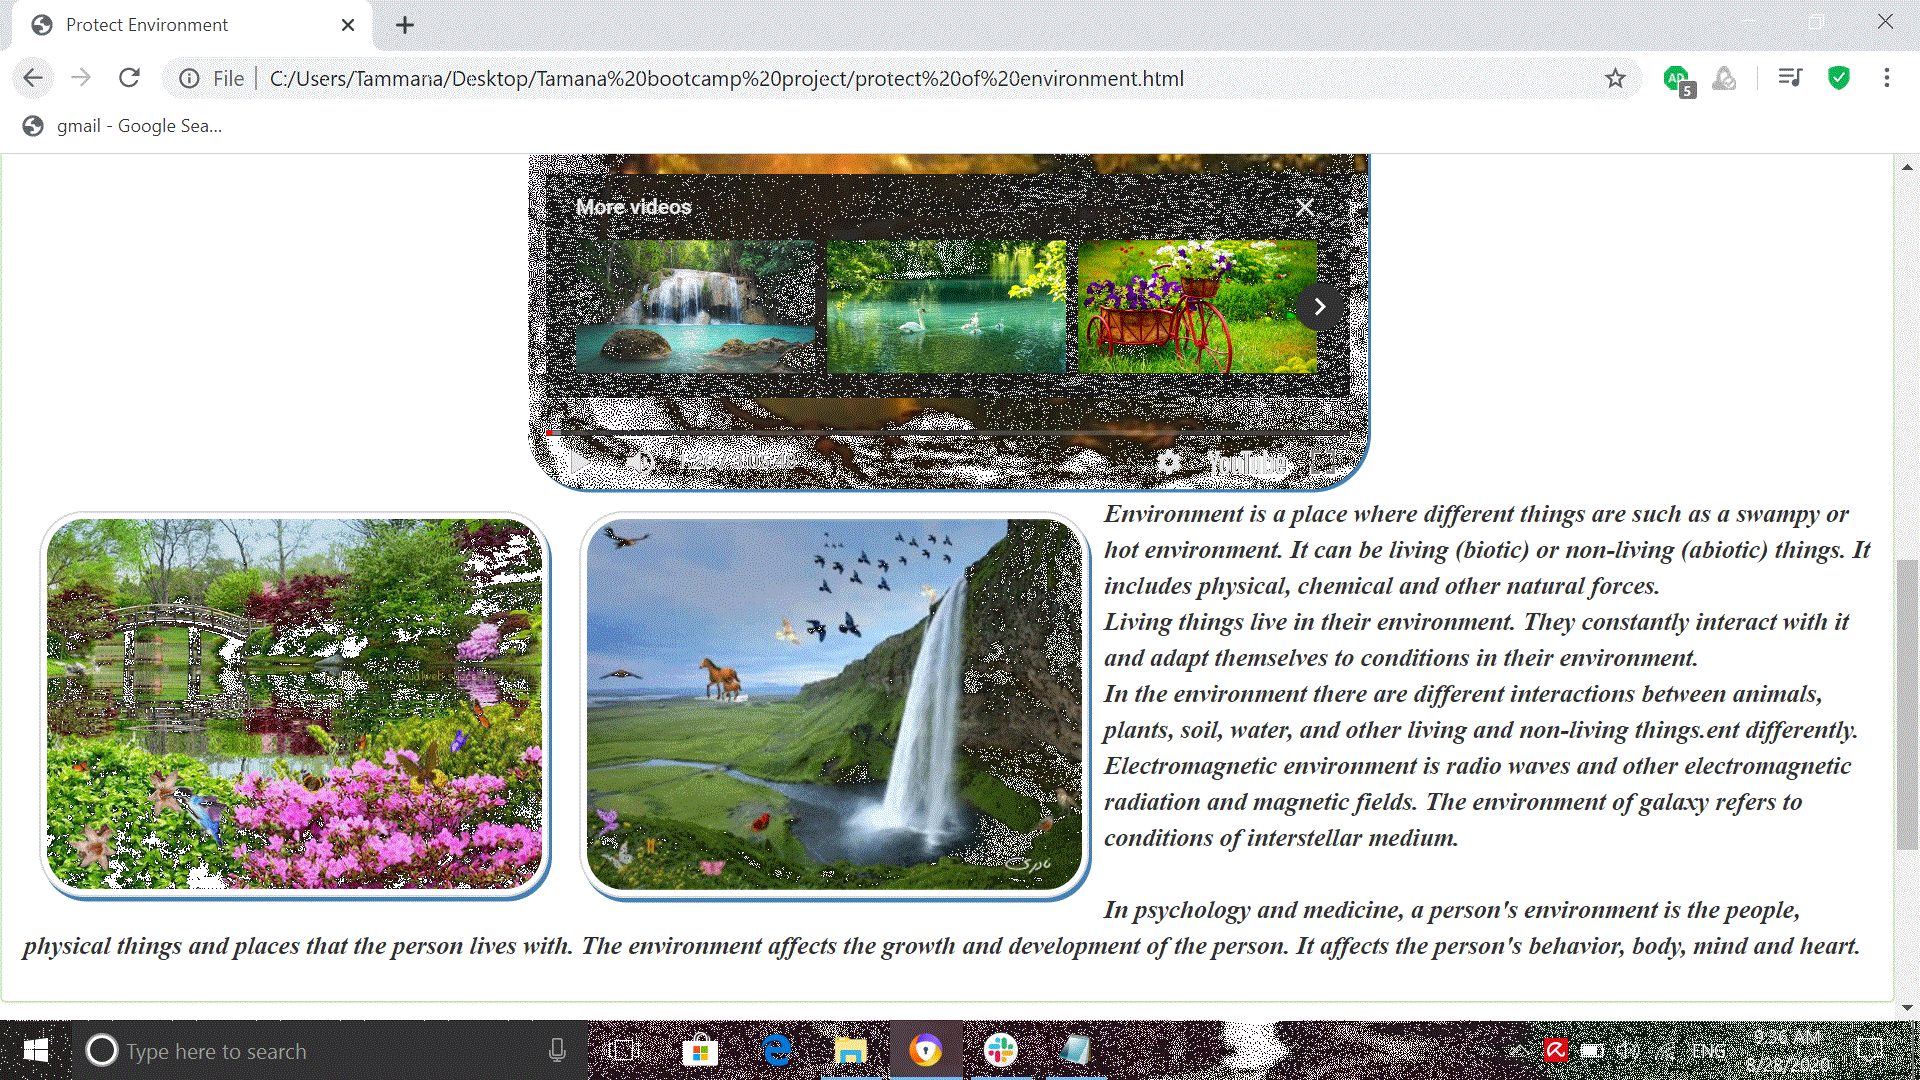 Protect Environment
File
C:/Users/Tammana/Desktop/Tamana%20bootcamp%20project/protect%20of%20environment.html
AD
5
gmail - Google Sea...
More videos
YouTube
Environment is a place where different things are such as a swampy or
hot environment. It can be living (biotic) or non-living (abiotic) things. It
includes physical, chemical and other natural forces.
Living things live in their environment. They constantly interact with it
and adapt themselves to conditions in their environment.
In the environment there are different interactions between animals,
plants, soil, water, and other living and non-living things.ent differently.
Electromagnetic environment is radio waves and other electromagnetic
radiation and magnetic fields. The environment of galaxy refers to
conditions of interstellar medium.
In psychology and medicine, a person's environment is the people,
physical things and places that the person lives with. The environment affects the growth and development of the person. It affects the person's behavior, body, mind and heart.
Type here to search
ENG
8/28/2020